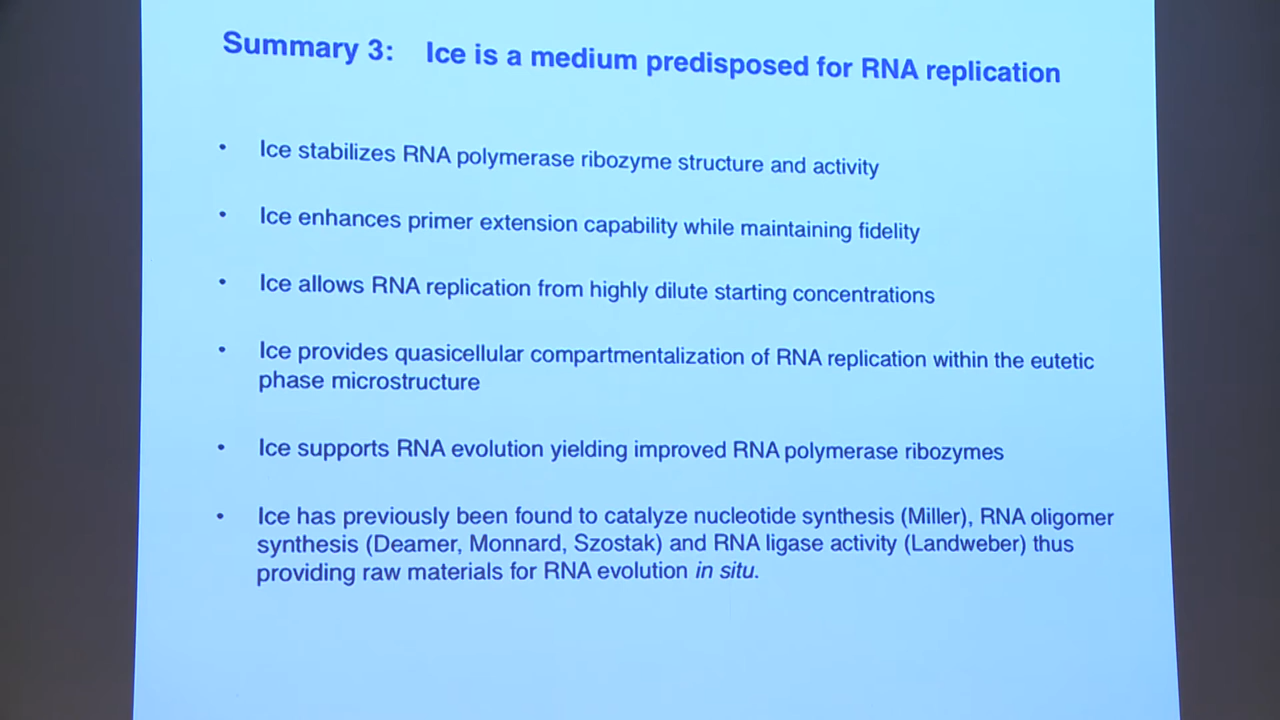 Summary 3: Ice is a medium predisposed for RNA replication
• Ice stabilizes RNA polymerase ribozyme structure and activity
• Ice enhances primer extension capability while maintaining fidelity
• Ice allows RNA replication from highly dilute starting concentrations
• Ice provides quasicellular compartmentalization of RNA replication within the eutetic
phase microstructure
• Ice supports RNA evolution yielding improved RNA polymerase ribozymes
• Ice has previously been found to catalyze nucleotide synthesis (Miller), RNA oligomer
synthesis (Deamer, Monnard, Szostak) and RNA ligase activity (Landweber) thus
providing raw materials for RNA evolution in situ.